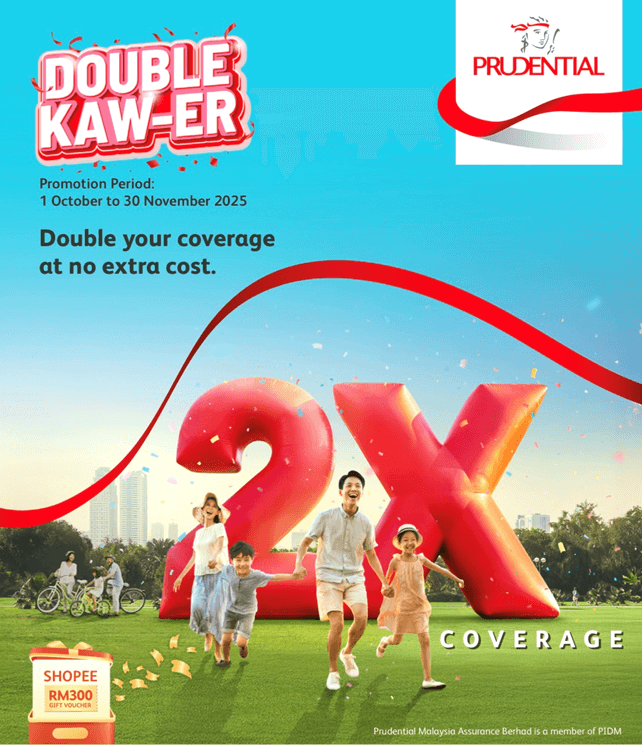 DOUBLE
KAW-ER
PRUDENTIAL
Promotion Period:
1 October to 30 November 2025
Double your coverage
at no extra cost.
2X
COVERAGE
SHOPEE
RM300
GIFT VOUCHER
Prudential Malaysia Assurance Berhad is a member of PIDM